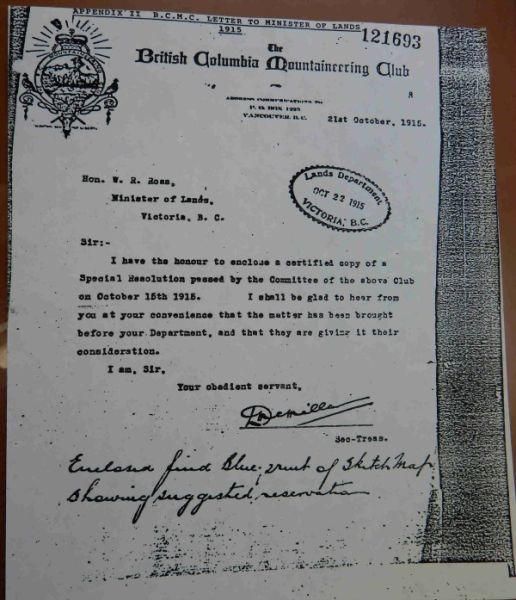 APPENDIX II B.C.M.C. LETTER TO MINISTER OF LANDS
1915
121693
The
British Columbia Mountaineering Club
ADDRESS COMMUNICATIONS TO
P. O. BOX
VANCOUVER, B.C.
21st October, 1915.
Hon. W. R. Ross,
Minister of Lands,
Victoria, B. C.
Lands Department
OCT 22 1915
VICTORIA, B.C.
Sir:-
I have the honour to enclose a certified copy of a
Special Resolution passed by the Committee of the above Club
on October 15th 1915. I shall be glad to hear from
you at your convenience that the matter has been brought
before your Department, and that they are giving it their
consideration.
I am, Sir,
Your obedient servant,
Sec-Treas.
Enclosed find Blue-print of Sketch Map
showing suggested reservation